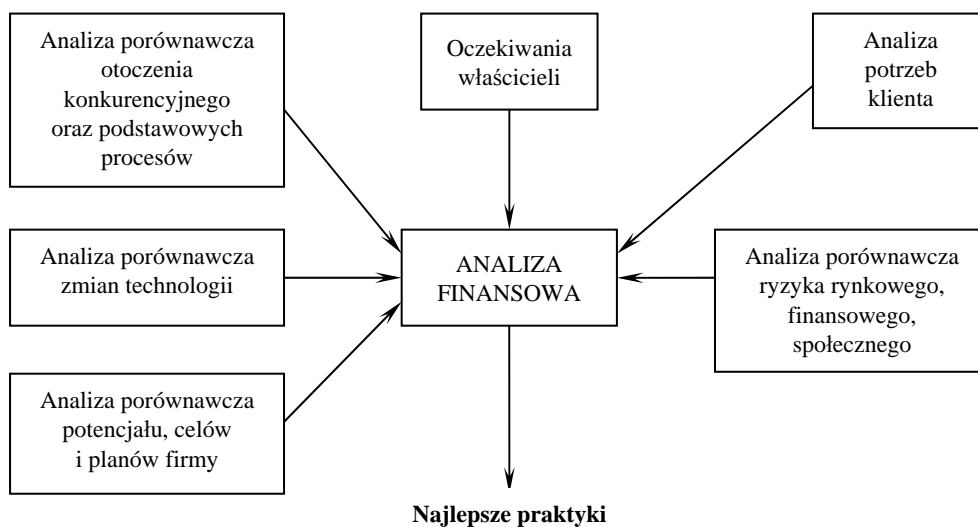 Analiza porównawcza
otoczenia
konkurencyjnego
oraz podstawowych
procesów
Oczekiwania
właścicieli
Analiza
potrzeb
klienta
Analiza porównawcza
zmian technologii
ANALIZA
FINANSOWA
Analiza porównawcza
ryzyka rynkowego,
finansowego,
społecznego
Analiza porównawcza
potencjału, celów
i planów firmy
Najlepsze praktyki